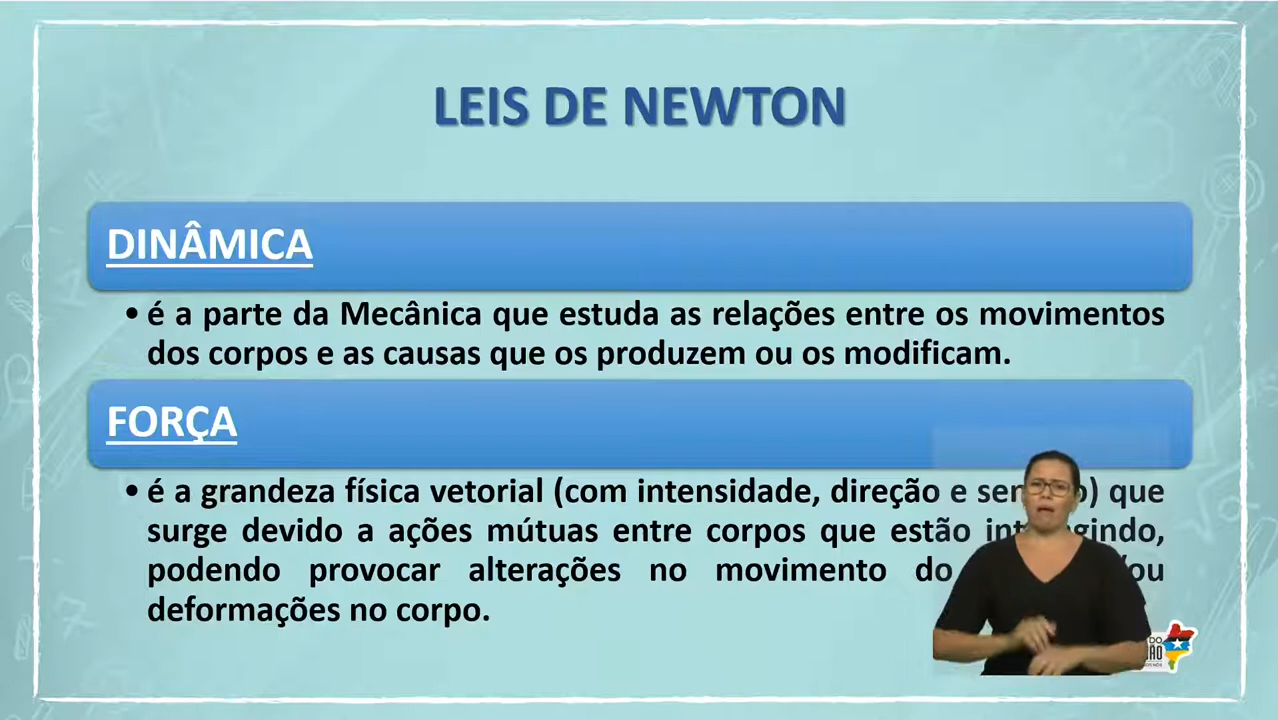 LEIS DE NEWTON
DINÂMICA
• é a parte da Mecânica que estuda as relações entre os movimentos
dos corpos e as causas que os produzem ou os modificam.
FORÇA
• é a grandeza física vetorial (com intensidade, direção e que
surge devido a ações mútuas entre corpos que estão
podendo provocar alterações no movimento do
deformações no corpo.